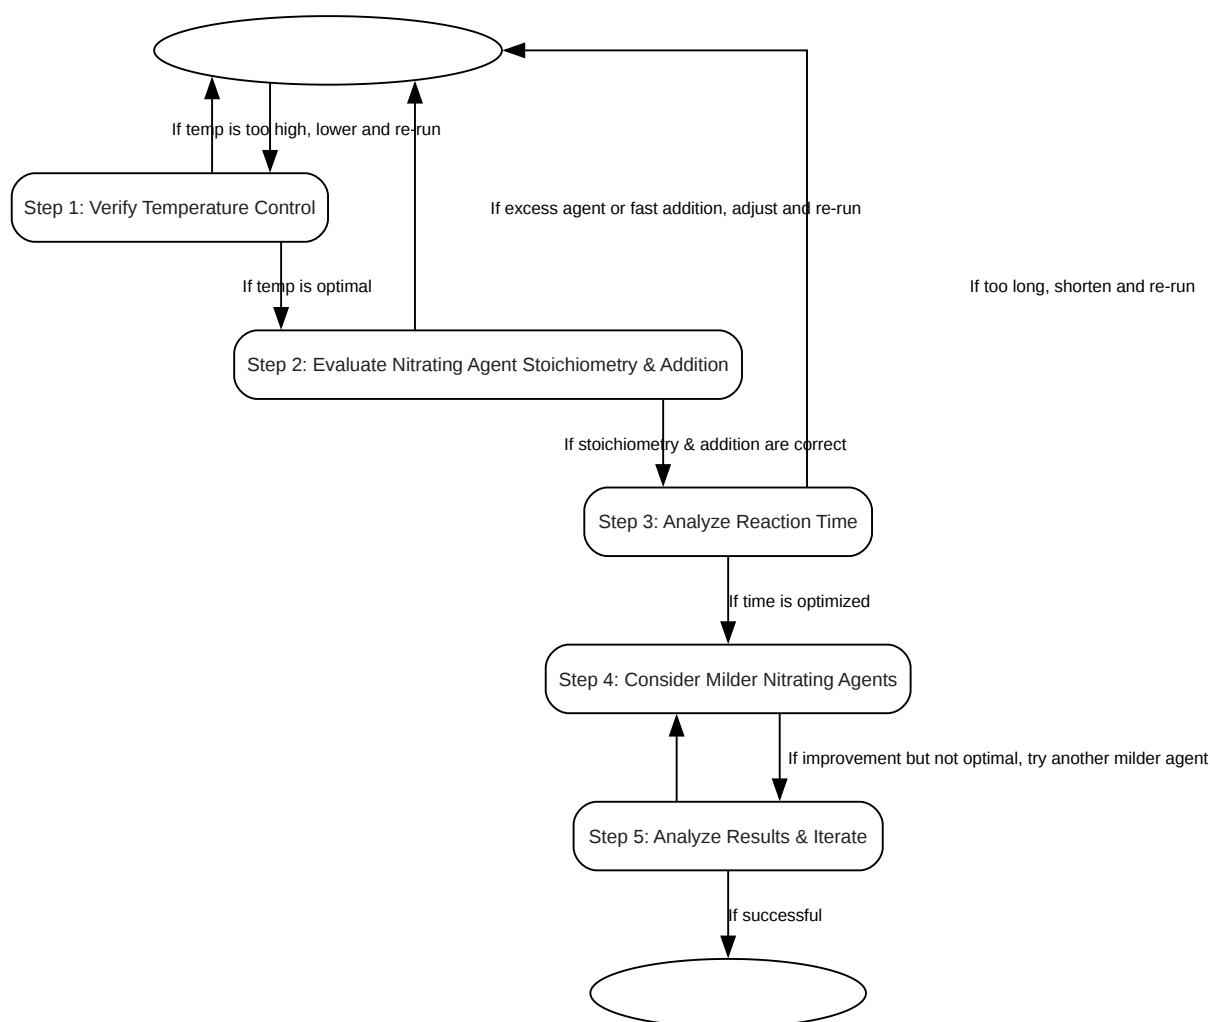 If temp is too high, lower and re-run
Step 1: Verify Temperature Control
If excess agent or fast addition, adjust and re-run
If temp is optimal
If too long, shorten and re-run
Step 2: Evaluate Nitrating Agent Stoichiometry & Addition
If stoichiometry & addition are correct
Step 3: Analyze Reaction Time
If time is optimized
Step 4: Consider Milder Nitrating Agents
If improvement but not optimal, try another milder agent
Step 5: Analyze Results & Iterate
If successful